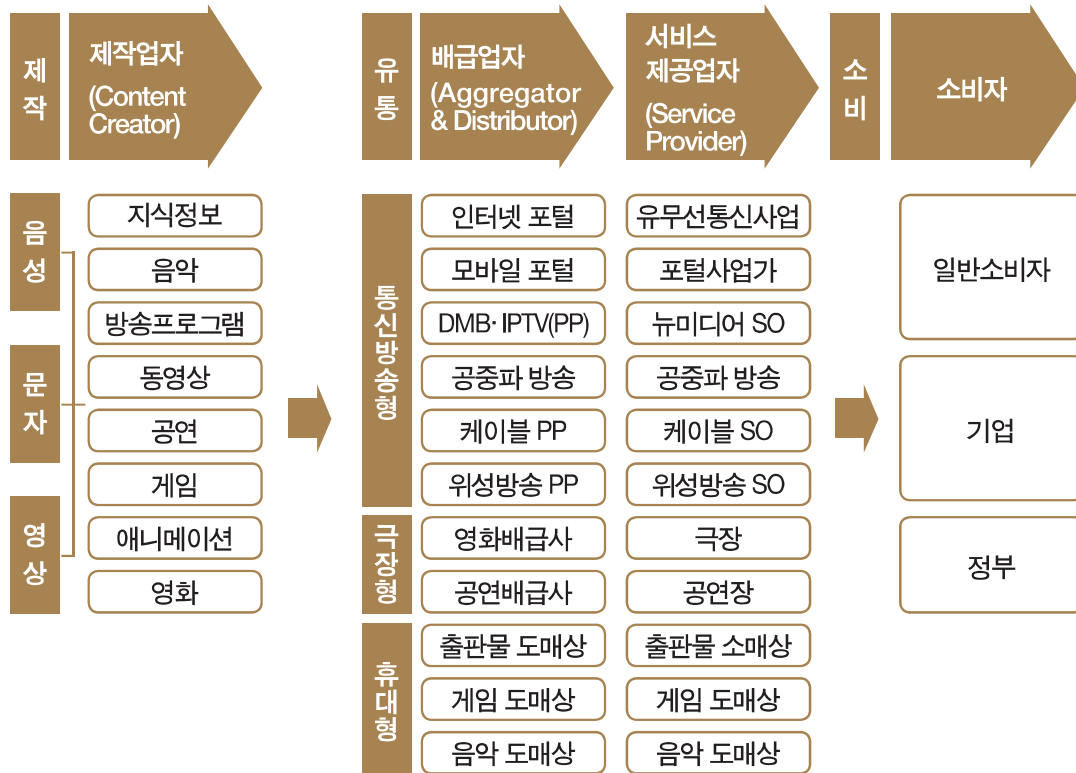 제작
제작업자
(Content
Creator)
유통
배급업자
(Aggregator
& Distributor)
서비스
제공업자
(Service
Provider)
소비
소비자
음성
문자
영상
지식정보
음악
방송프로그램
동영상
공연
게임
애니메이션
영화
통신방송형
인터넷 포털
모바일 포털
DMB· IPTV(PP)
공중파 방송
케이블 PP
위성방송 PP
유무선통신사업
포털사업가
뉴미디어 SO
공중파 방송
케이블 SO
위성방송 SO
극장형
영화배급사
공연배급사
극장
공연장
휴대형
출판물 도매상
게임 도매상
음악 도매상
출판물 소매상
게임 도매상
음악 도매상
일반소비자
기업
정부